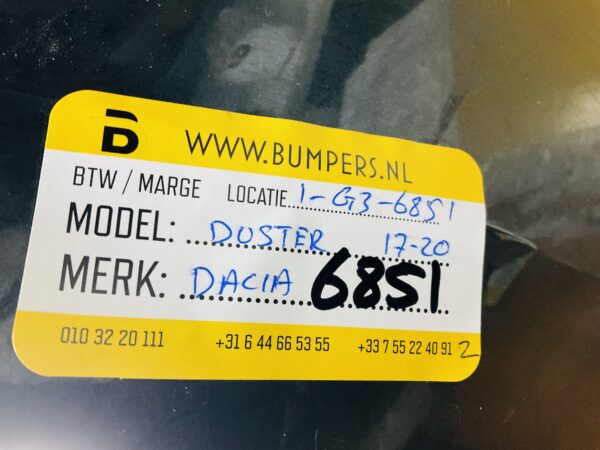 B WWW.BUMPERS.NL
BTW / MARGE LOCATIE 1-G3-6851
MODEL: DUSTER 17-20
MERK: DACIA 6851
010 32 20 111 +31 6 44 66 53 55 +33 7 55 22 40 91 2